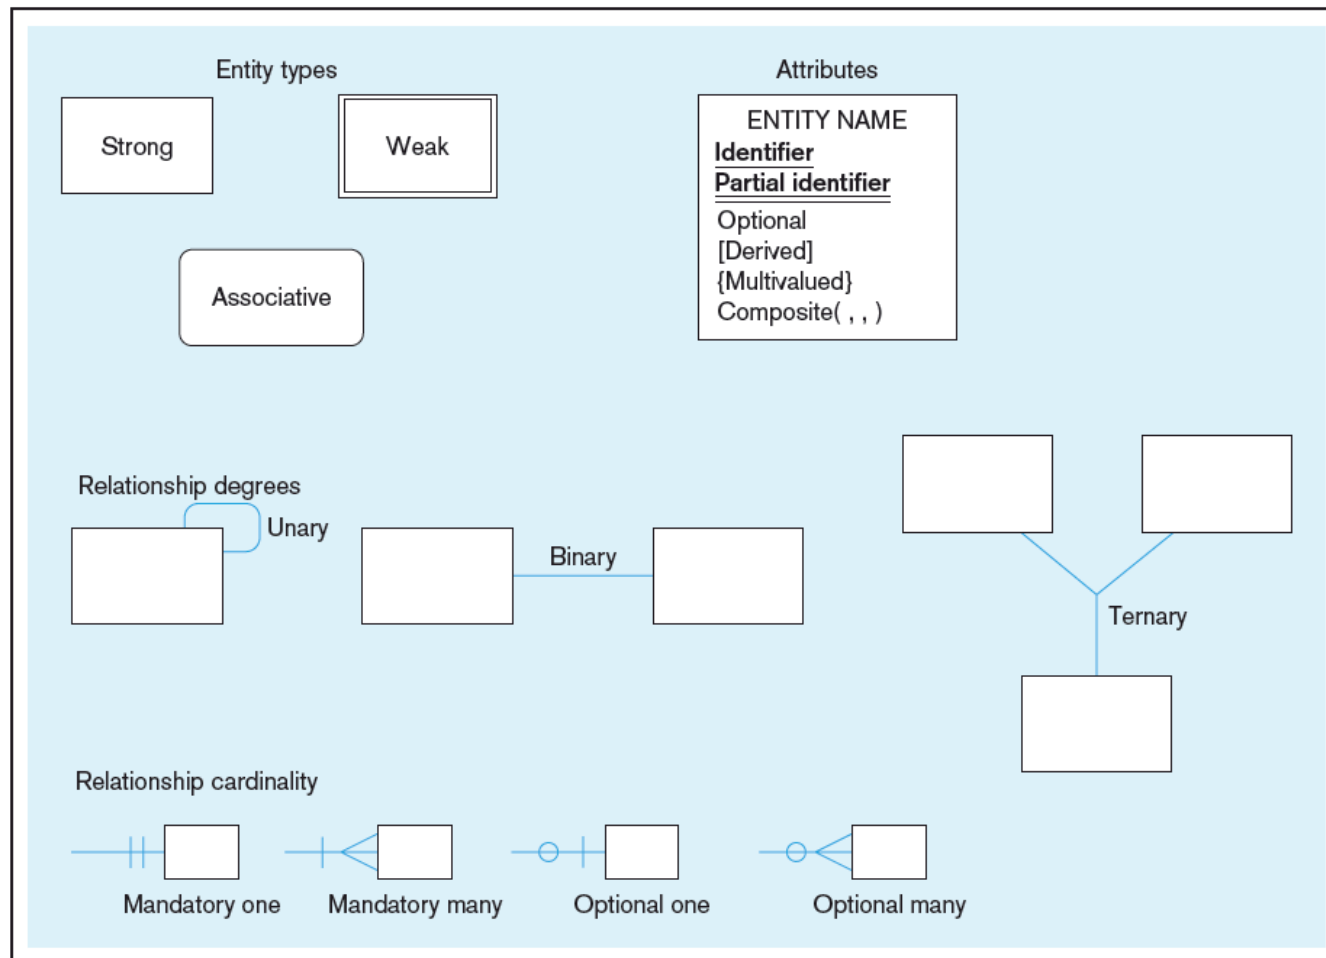 Entity types
Strong
Weak
Associative
Attributes
ENTITY NAME
Identifier
Partial identifier
Optional
[Derived]
{Multivalued}
Composite( , , )
Relationship degrees
Unary
Binary
Ternary
Relationship cardinality
Mandatory one
Mandatory many
Optional one
Optional many